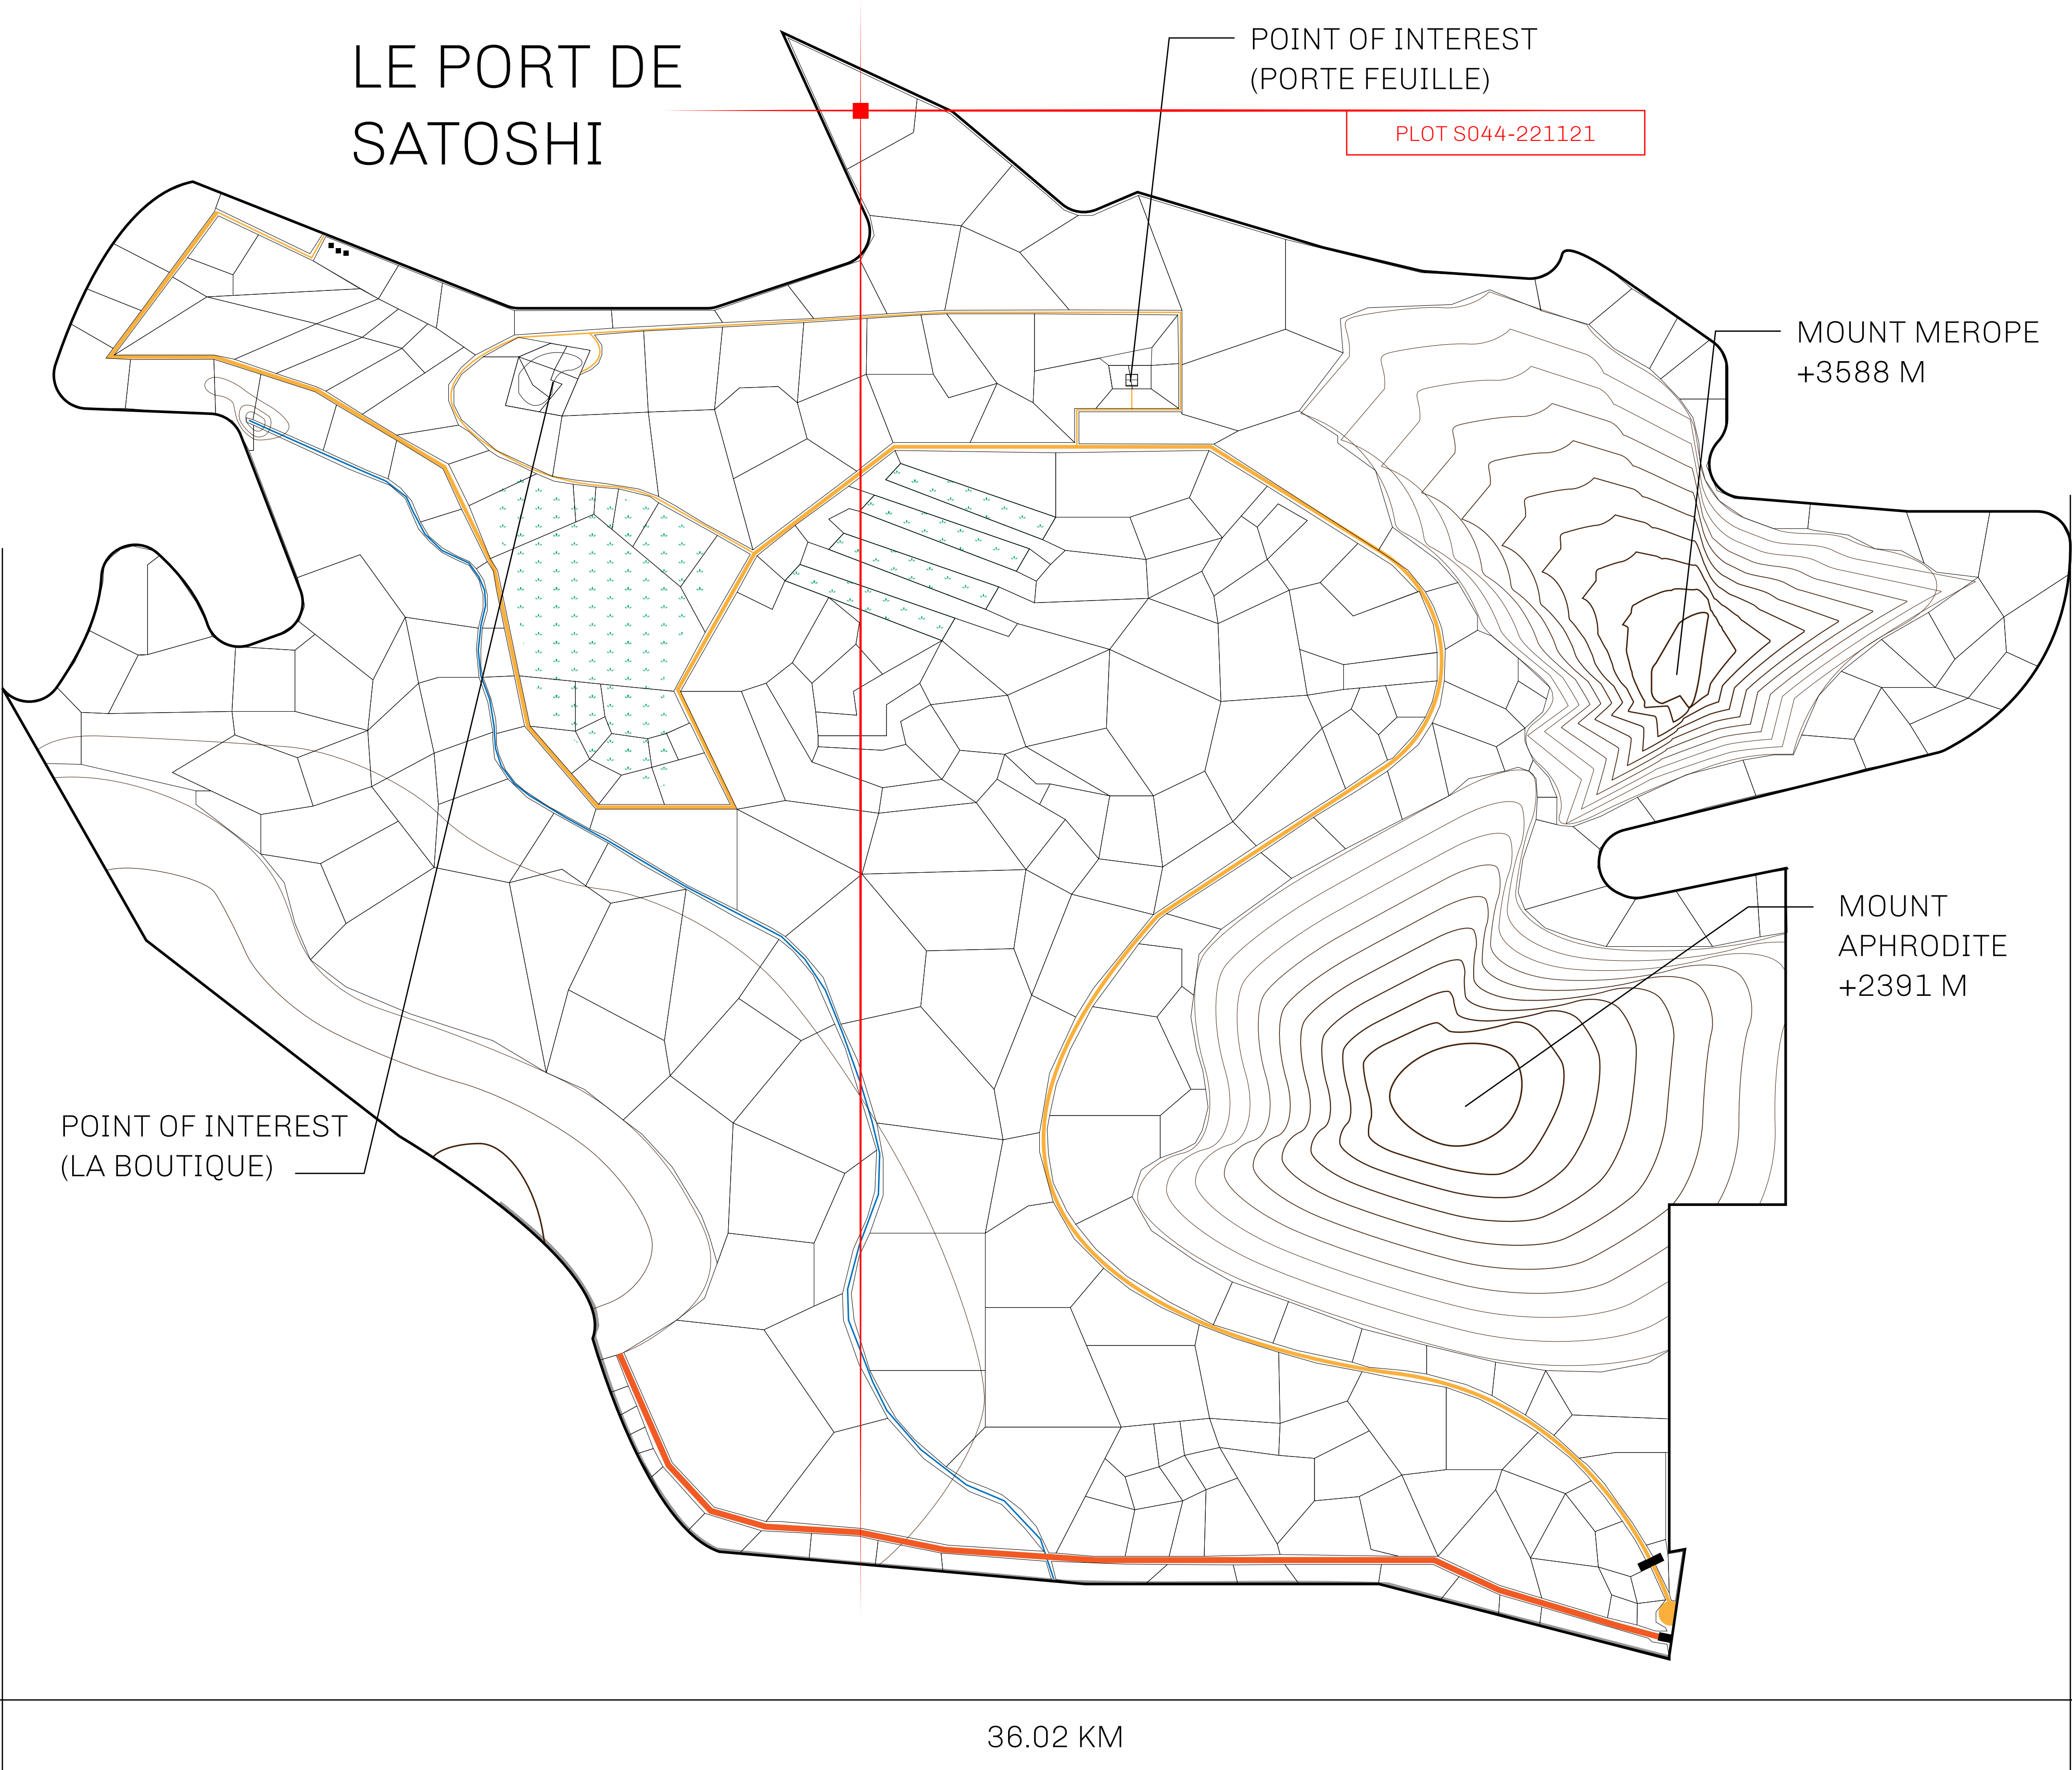 LE PORT DE
SATOSHI
POINT OF INTEREST
(PORTE FEUILLE)
PLOT S044-221121
MOUNT MEROPE
+3588 M
MOUNT
APHRODITE
+2391 M
POINT OF INTEREST
(LA BOUTIQUE)
36.02 KM